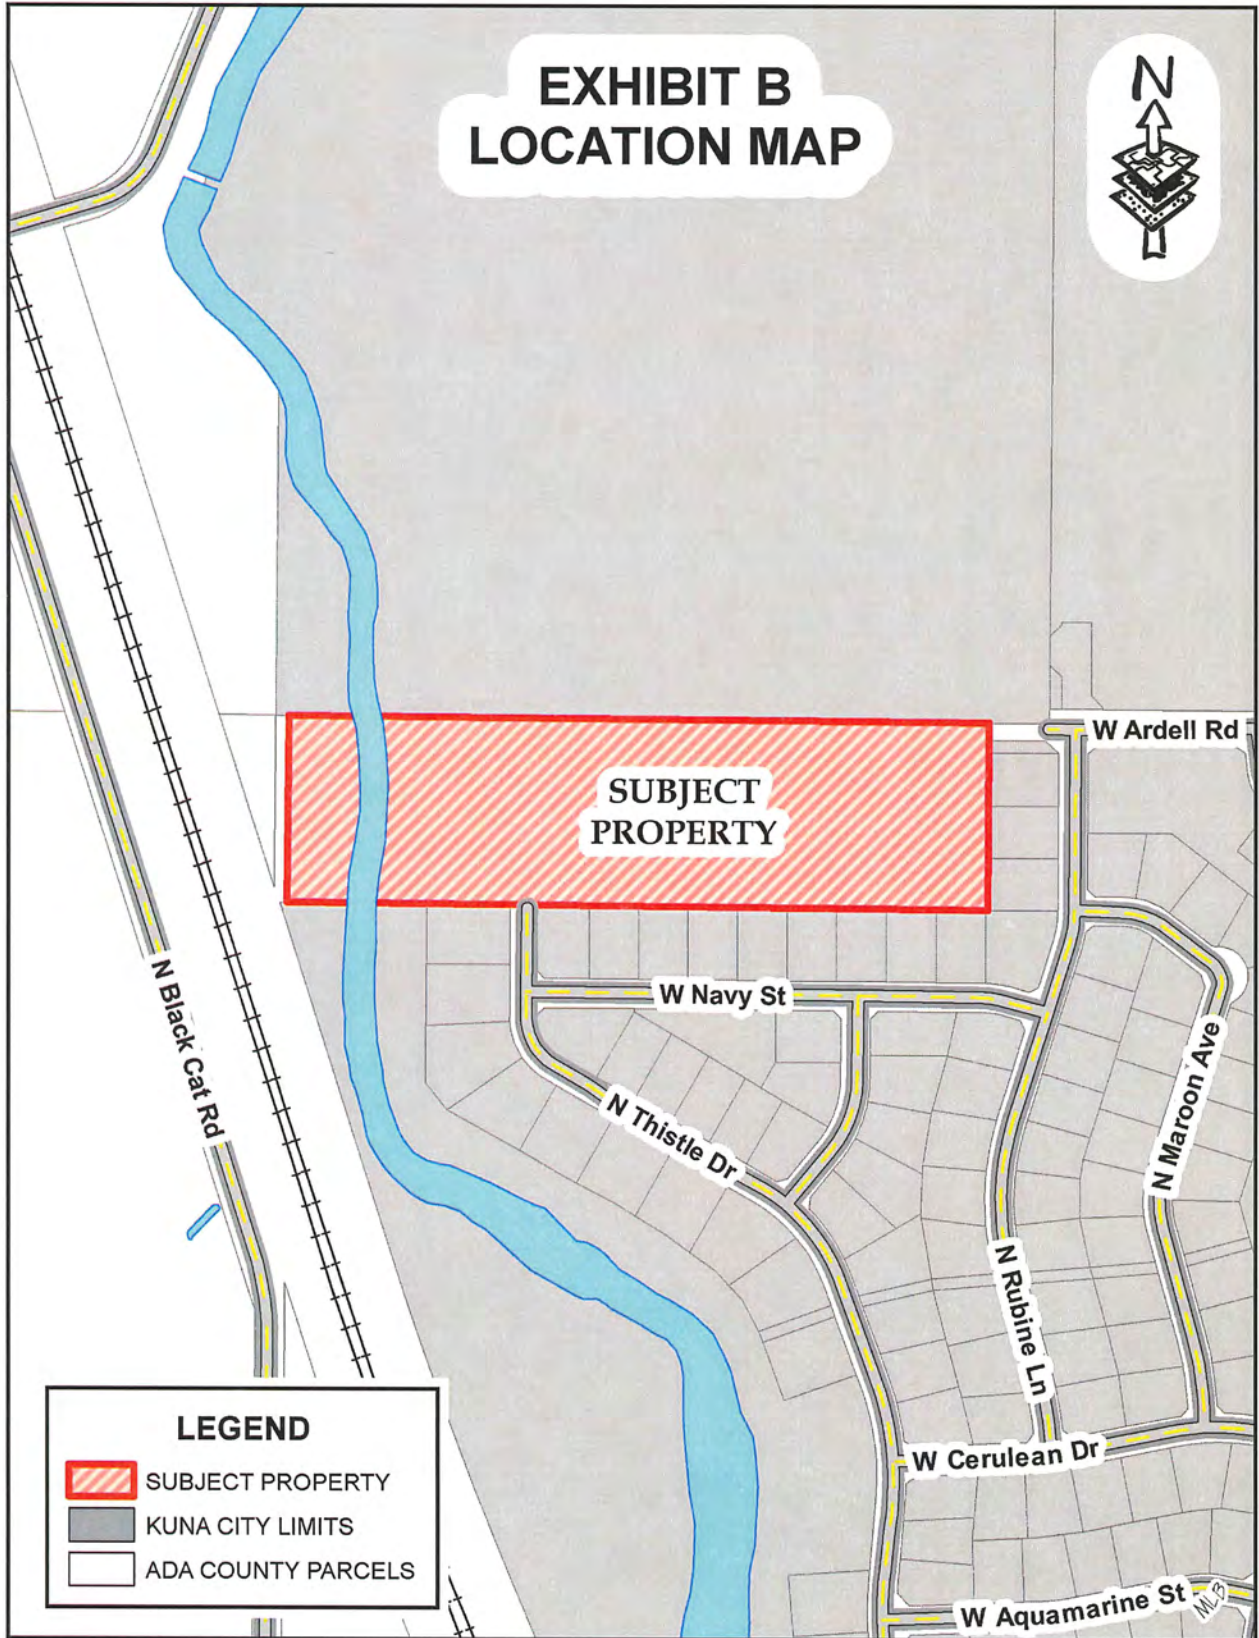 EXHIBIT B
LOCATION MAP
N
W Ardell Rd
SUBJECT
PROPERTY
W Navy St
N Black Cat Rd
N Thistle Dr
N Maroon Ave
N Rubine Ln
W Cerulean Dr
W Aquamarine St
MLB
LEGEND
SUBJECT PROPERTY
KUNA CITY LIMITS
ADA COUNTY PARCELS